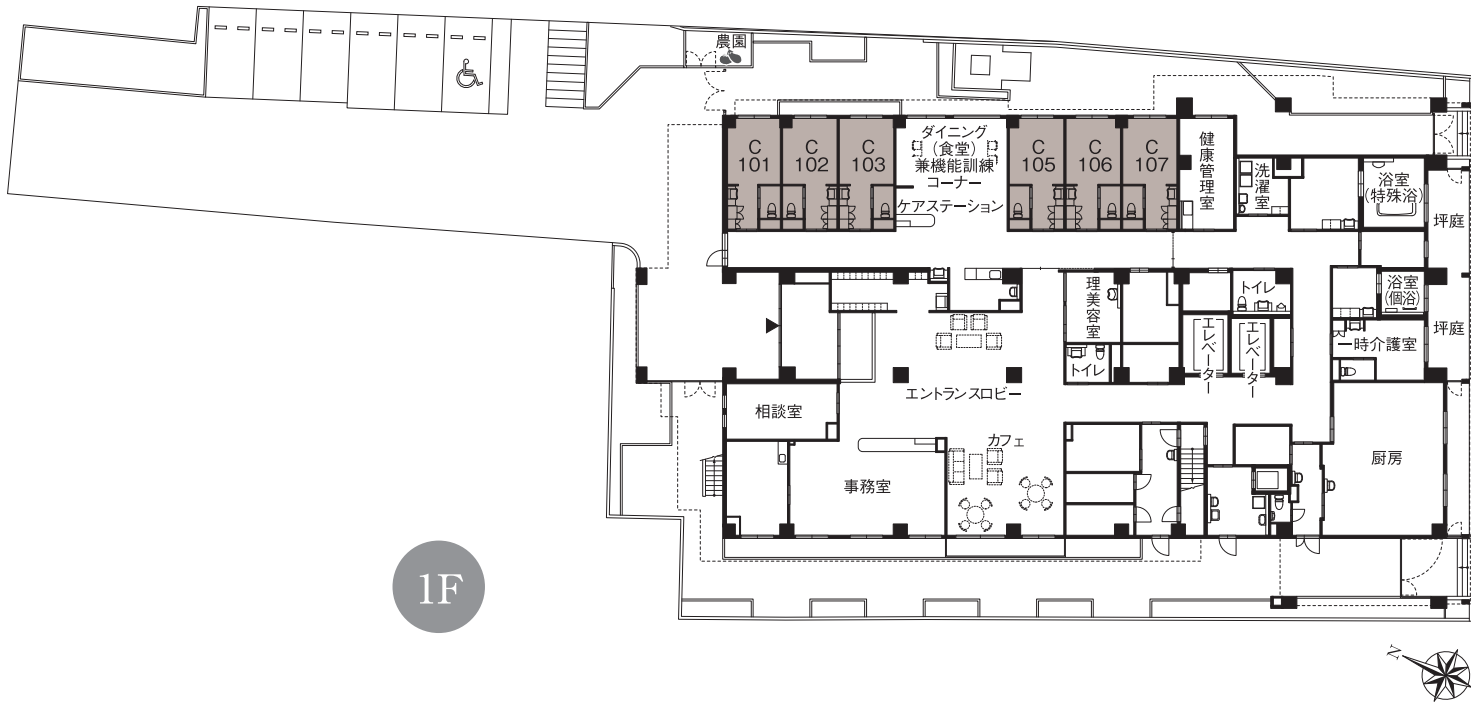 農園
C
101
C
102
C
103
ダイニング
（食堂）
兼機能訓練
コーナー
ケアステーション
C
105
C
106
C
107
健康管理室
洗濯室
浴室
（特殊浴）
坪庭
理美容室
トイレ
浴室
（個浴）
坪庭
エレベーター
エレベーター
一時介護室
トイレ
エントランスロビー
相談室
カフェ
厨房
事務室
1F
N